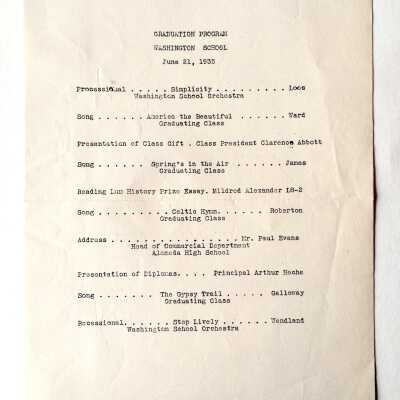 GRADUATION PROGRAM
WASHINGTON SCHOOL
June 21, 1935
Processional . . . . . Simplicity . . . . . . . . . Loos
Washington School Orchestra
Song . . . . . . America the Beautiful . . . . . . . Ward
Graduating Class
Presentation of Class Gift . Class President Clarence Abbott
Song . . . . . . Spring's in the Air . . . . . . James
Graduating Class
Reading Lum History Prize Essay. Mildred Alexander L8-2
Song . . . . . . . . . Celtic Hymn. . . . . . Roberton
Graduating Class
Address . . . . . . . . . . . . . . . . Mr. Paul Evans
Head of Commercial Department
Alameda High School
Presentation of Diplomas. . . . Principal Arthur Heche
Song . . . . . . . . The Gypsy Trail . . . . . Galloway
Graduating Class
Recessional. . . . . . Step Lively . . . . . . Wendland
Washington School Orchestra